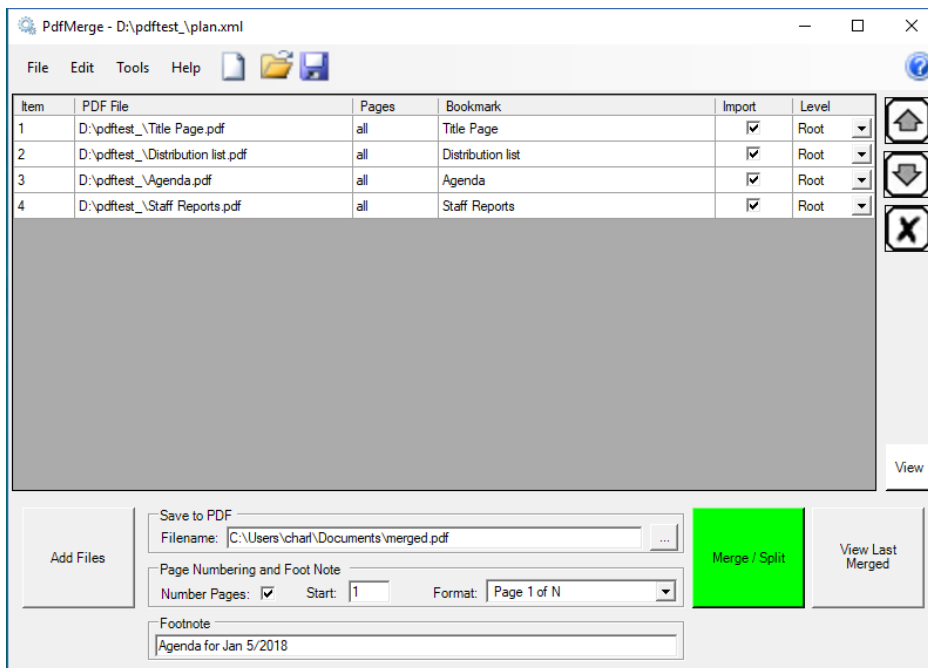 PdfMerge - D:\pdftest_\plan.xml
File Edit Tools Help
Item PDF File Pages Bookmark Import Level
1 D:\pdftest_\Title Page.pdf all Title Page Root
2 D:\pdftest_\Distribution list.pdf all Distribution list Root
3 D:\pdftest_\Agenda.pdf all Agenda Root
4 D:\pdftest_\Staff Reports.pdf all Staff Reports Root
View
Add Files
Save to PDF
Filename: C:\Users\charl\Documents\merged.pdf ...
Page Numbering and Foot Note
Number Pages: Start: 1 Format: Page 1 of N
Footnote
Agenda for Jan 5/2018
Merge / Split
View Last
Merged